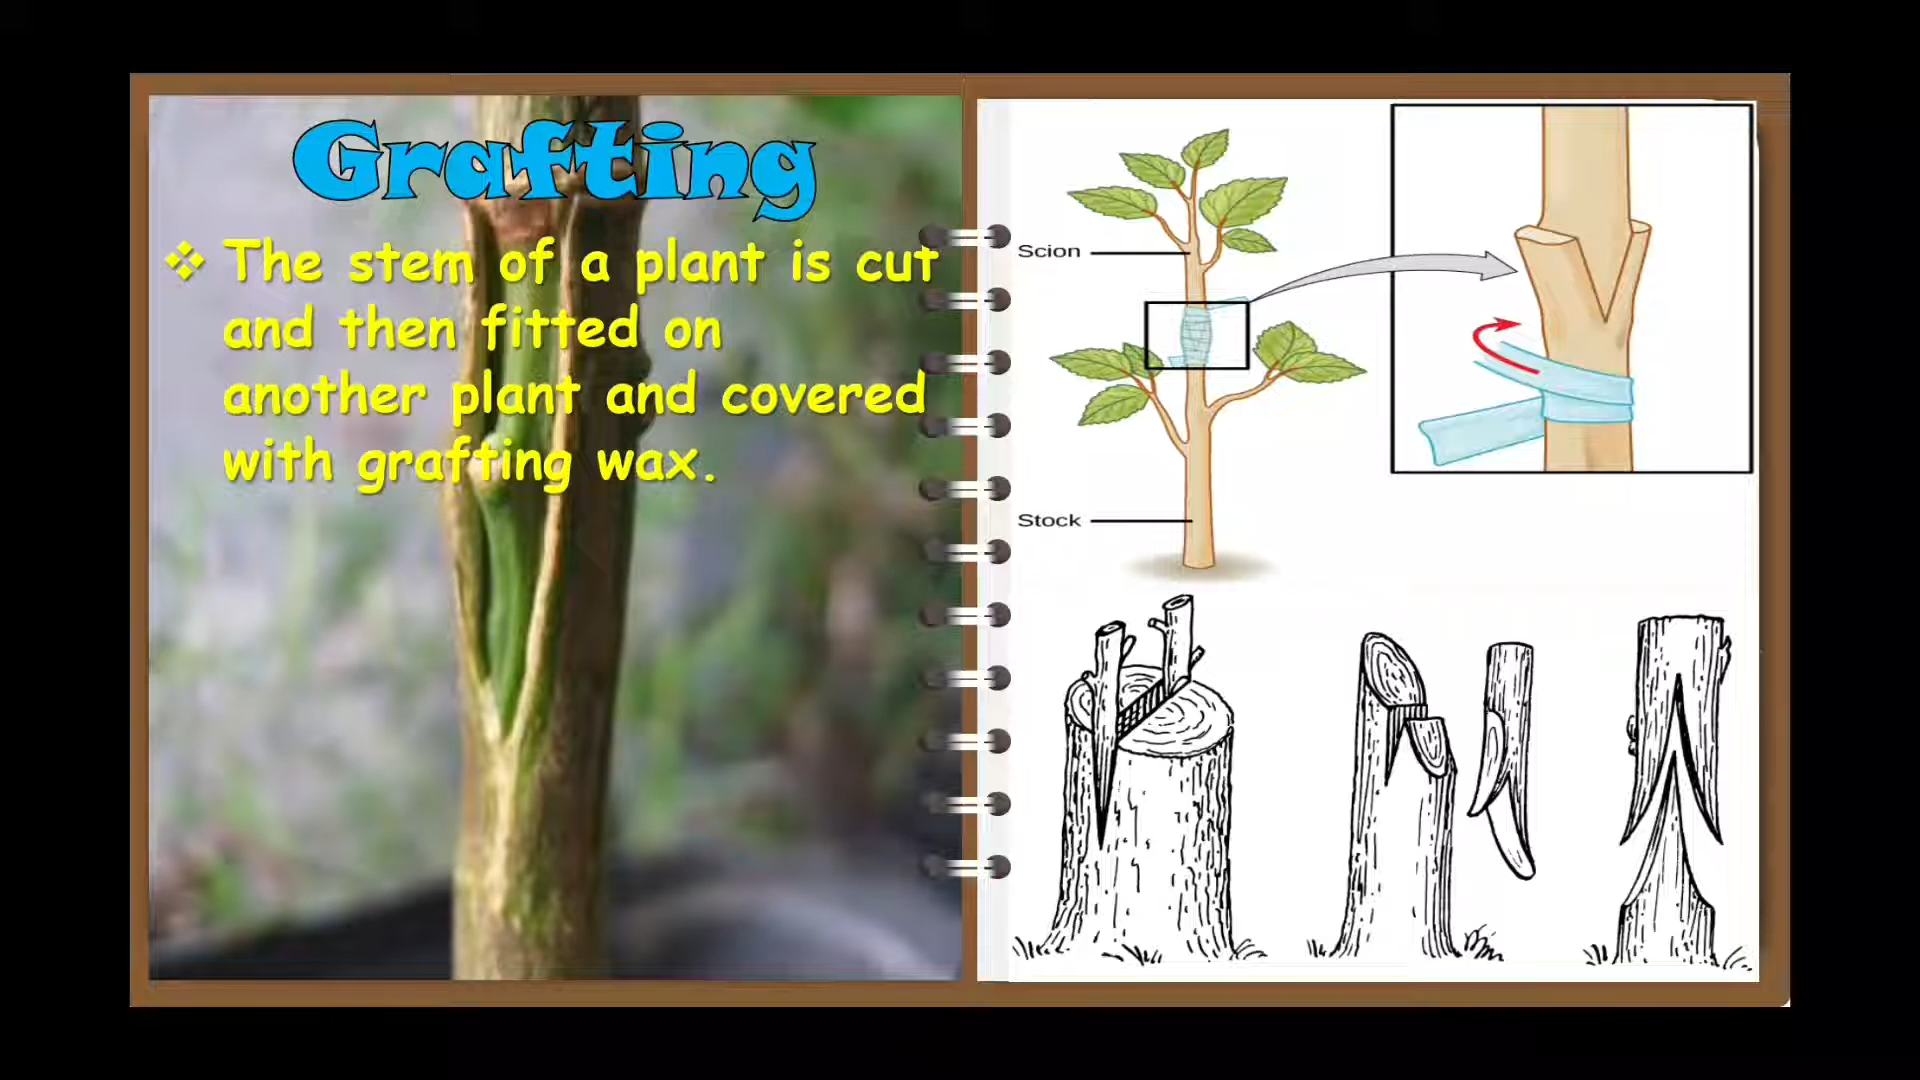 Grafting
The stem of a plant is cut
and then fitted on
another plant and covered
with grafting wax.
Scion
Stock